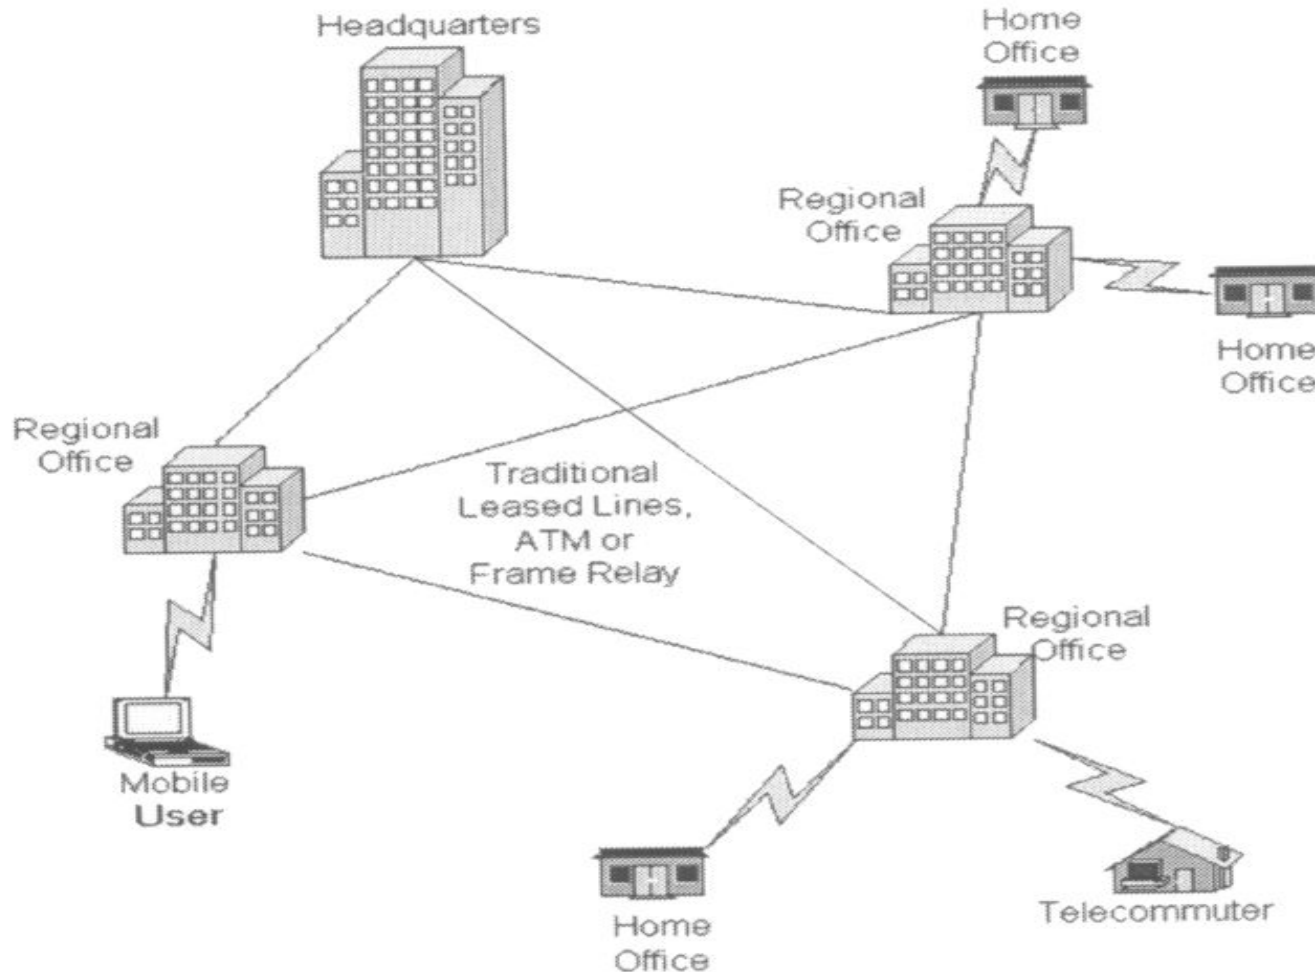 Headquarters
Home
Office
Regional
Office
Home
Office
Regional
Office
Traditional
Leased Lines,
ATM or
Frame Relay
Regional
Office
Mobile
User
Home
Office
Telecommuter